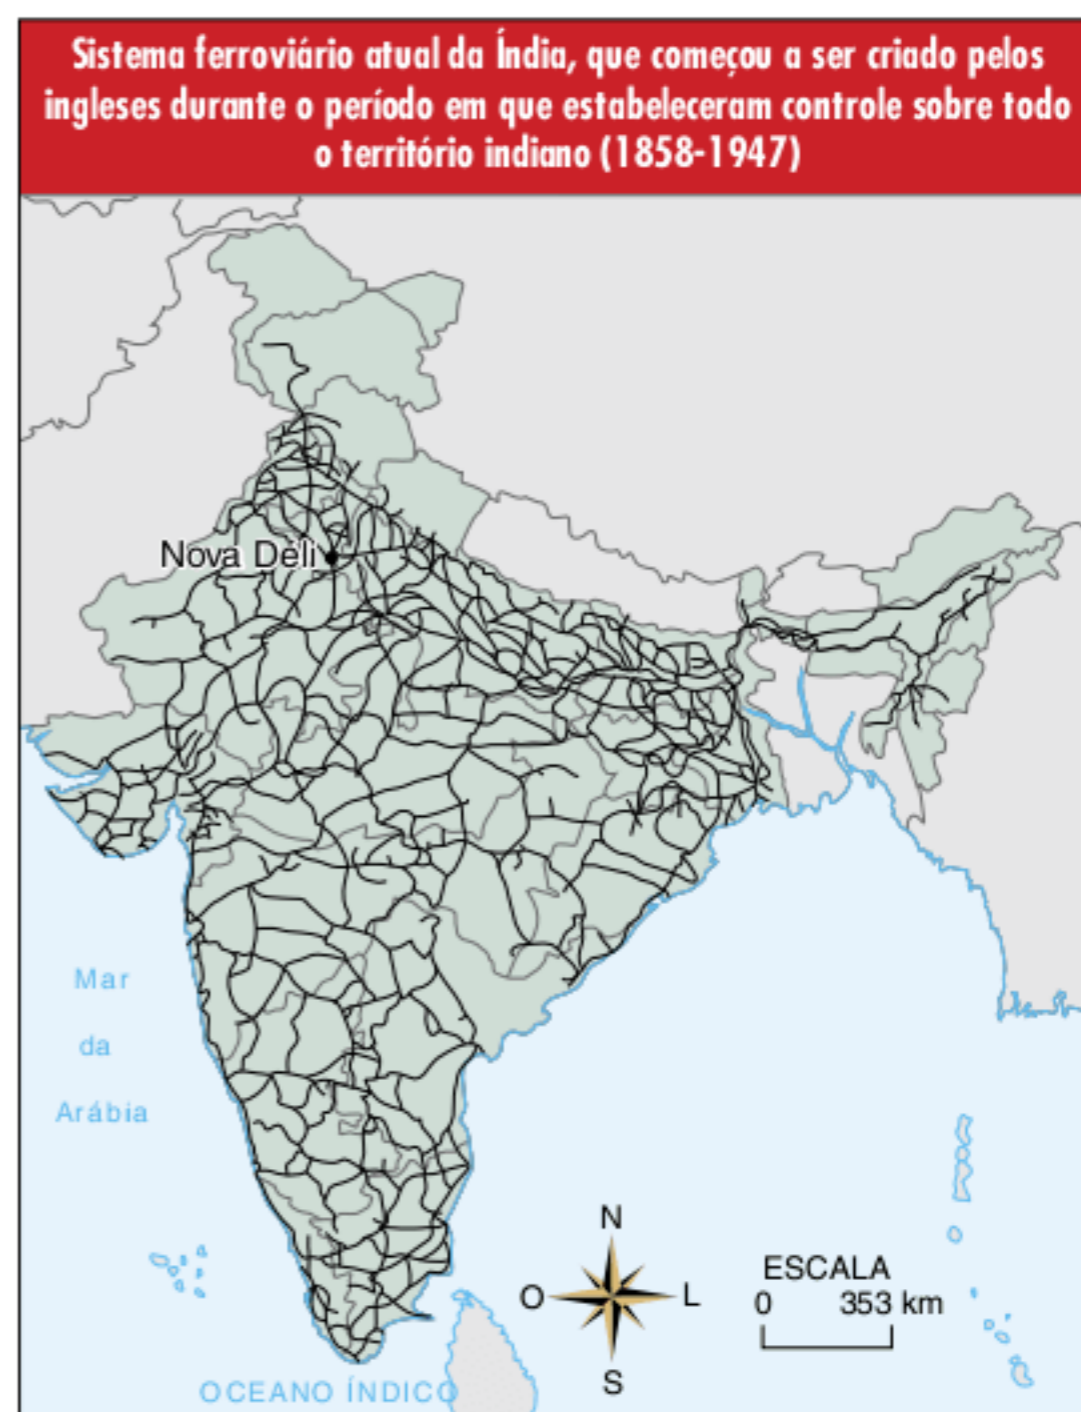 Sistema ferroviário atual da Índia, que começou a ser criado pelos
ingleses durante o período em que estabeleceram controle sobre todo
o território indiano (1858-1947)
Nova Déli
Mar
da
Arábia
N
O
L
S
ESCALA
0 353 km
OCEANO ÍNDICO